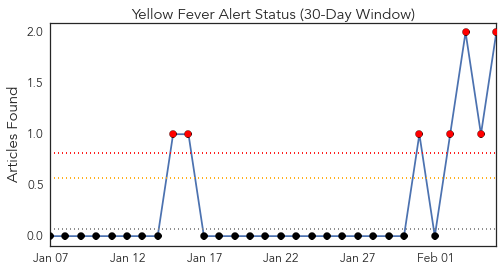 Yellow Fever Alert Status (30-Day Window)
Articles Found
2.0
1.5
1.0
0.5
0.0
Jan 07 Jan 12 Jan 17 Jan 22 Jan 27 Feb 01